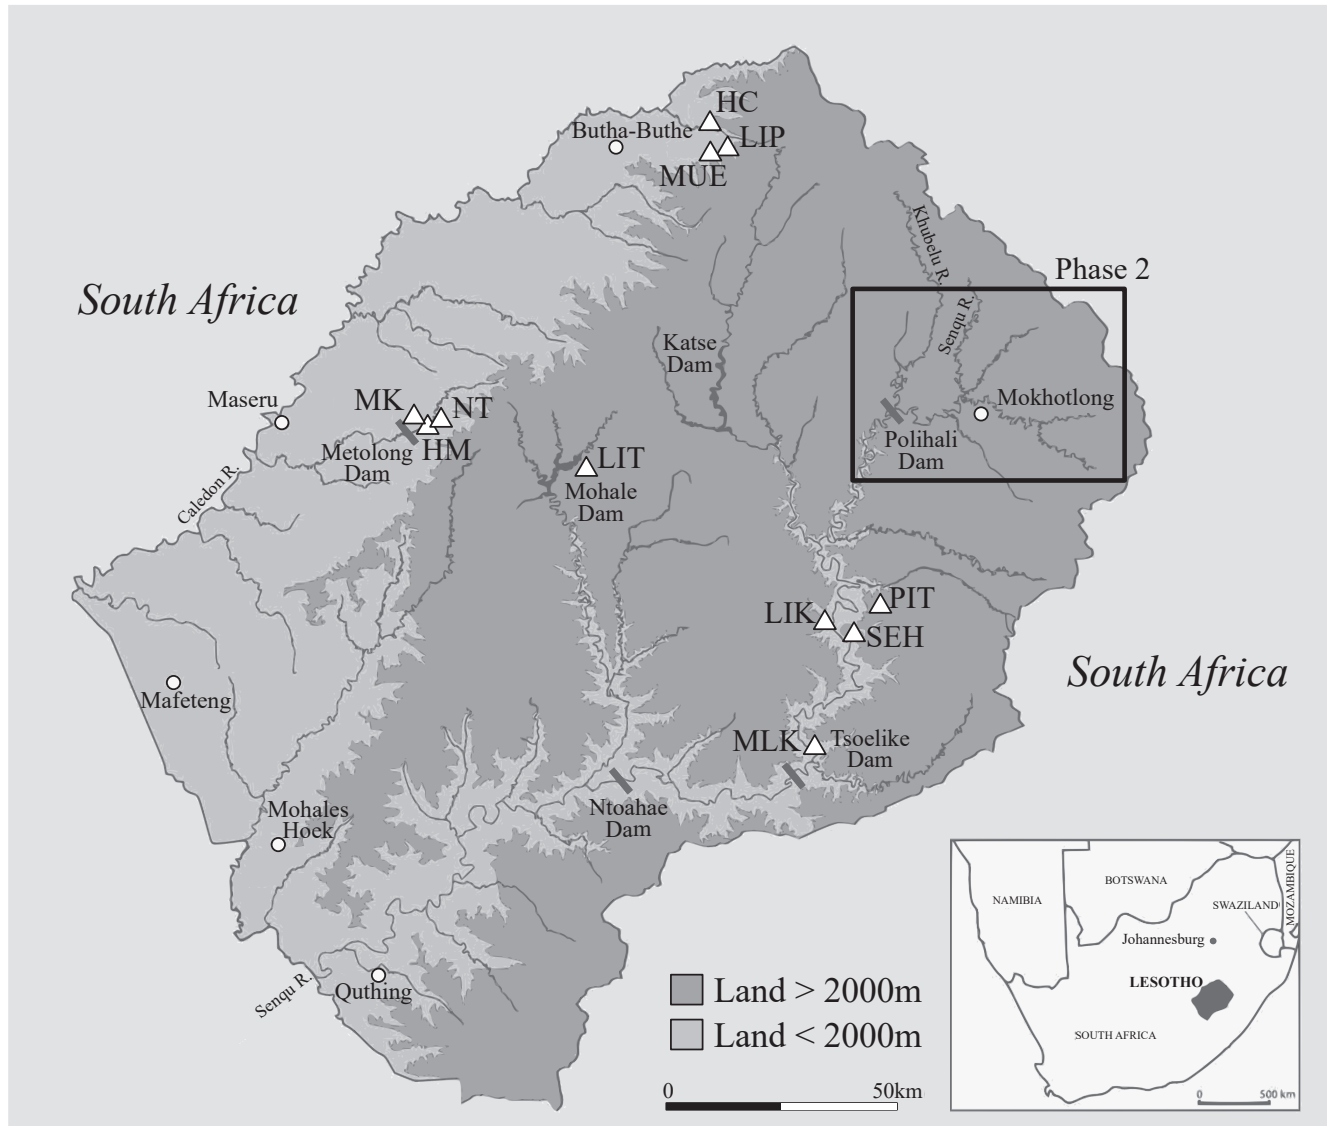 HC
Butha-Buthe
LIP
MUE
Khubelu R.
Phase 2
South Africa
Senqu R.
Katse
Dam
Maseru
MK
NT
Mokhotlong
Metolong
Dam
HM
Polihali
Dam
LIT
Mohale
Dam
Caledon R.
PIT
LIK
SEH
South Africa
Mafeteng
MLK
Tsoelike
Dam
Mohales
Hoek
Ntoahae
Dam
Senqu R.
Quthing
Land > 2000m
Land < 2000m
0
50km
NAMIBIA
BOTSWANA
MOZAMBIQUE
SWAZILAND
Johannesburg
LESOTHO
SOUTH AFRICA
0
500 km